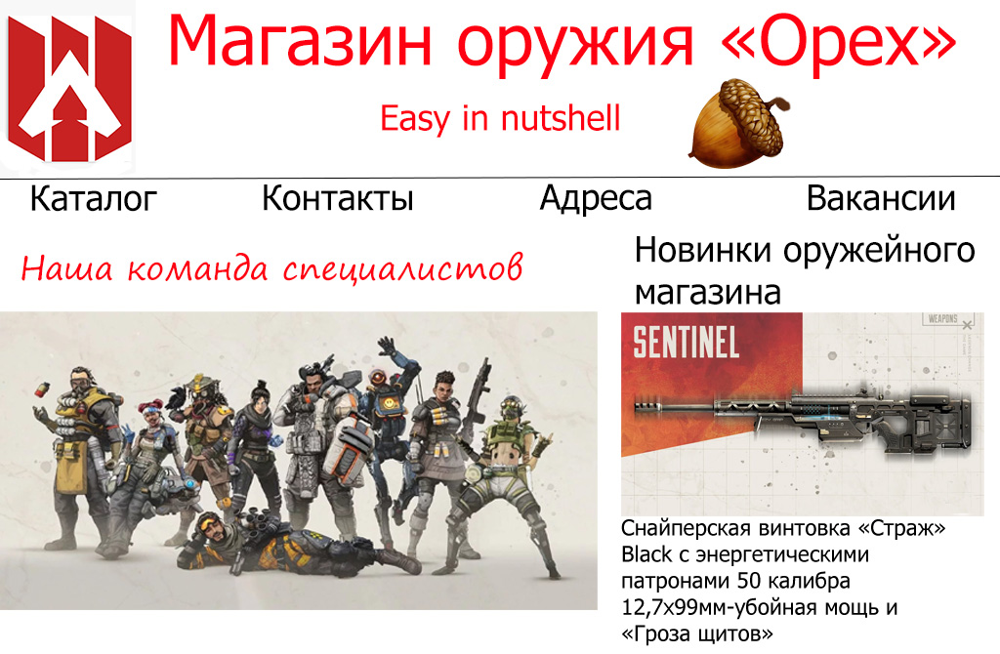 Магазин оружия «Орех»
Easy in nutshell
Каталог Контакты Адреса Вакансии
Наша команда специалистов
Новинки оружейного
магазина
WEAPONS
SENTINEL
Снайперская винтовка «Страж»
Black с энергетическими
патронами 50 калибра
12,7x99мм-убойная мощь и
«Гроза щитов»